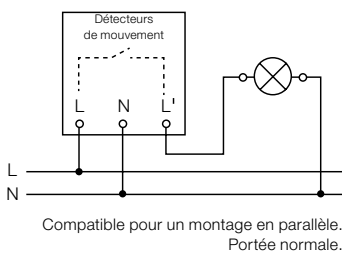 Détecteurs
de mouvement
L N L'
L
N
Compatible pour un montage en parallèle.
Portée normale.